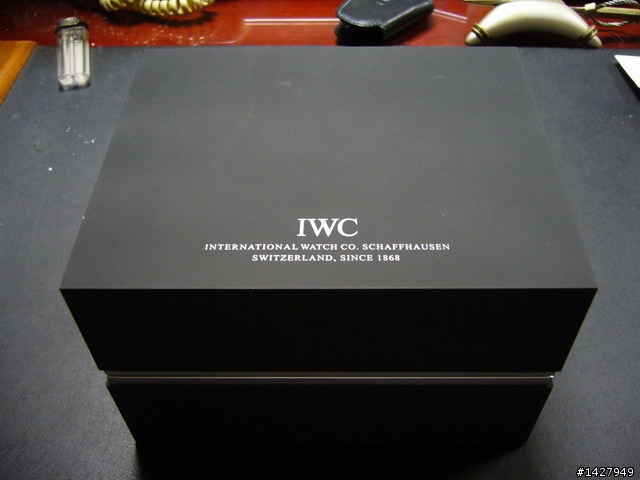 IWC
INTERNATIONAL WATCH CO. SCHAFFHAUSEN
SWITZERLAND, SINCE 1868
#1427949